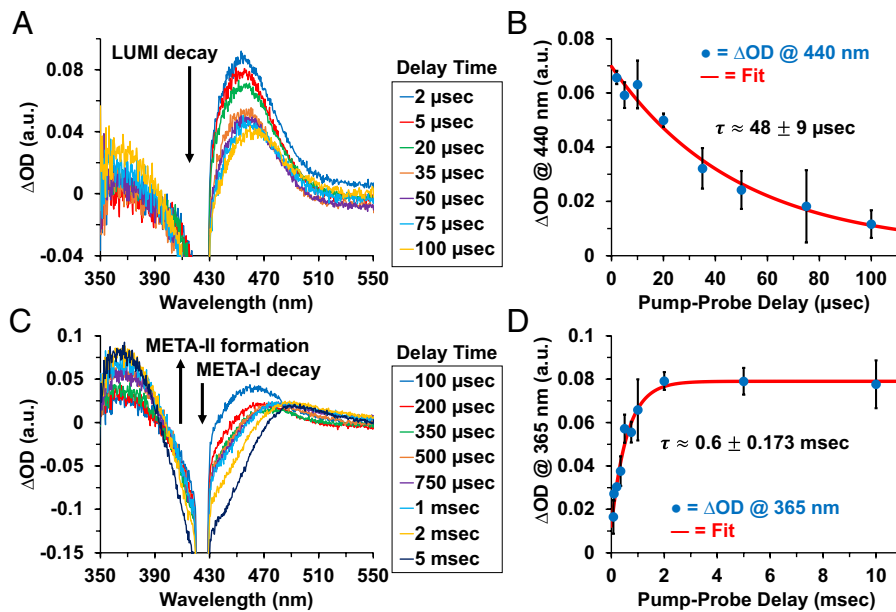 A
LUMI decay
0.08
0.04
0
-0.04
350
390
430
470
510
550
ΔOD (a.u.)
Wavelength (nm)
Delay Time
2 µsec
5 µsec
20 µsec
35 µsec
50 µsec
75 µsec
100 µsec
B
= ΔOD @ 440 nm
= Fit
τ ≈ 48 ± 9 µsec
0.08
0.06
0.04
0.02
0
0
20
40
60
80
100
ΔOD @ 440 nm (a.u.)
Pump-Probe Delay (µsec)
C
META-II formation
META-I decay
0.1
0.05
0
-0.05
-0.1
-0.15
350
390
430
470
510
550
ΔOD (a.u.)
Wavelength (nm)
Delay Time
100 µsec
200 µsec
350 µsec
500 µsec
750 µsec
1 msec
2 msec
5 msec
D
τ ≈ 0.6 ± 0.173 msec
= ΔOD @ 365 nm
= Fit
0.1
0.08
0.06
0.04
0.02
0
0
2
4
6
8
10
ΔOD @ 365 nm (a.u.)
Pump-Probe Delay (msec)